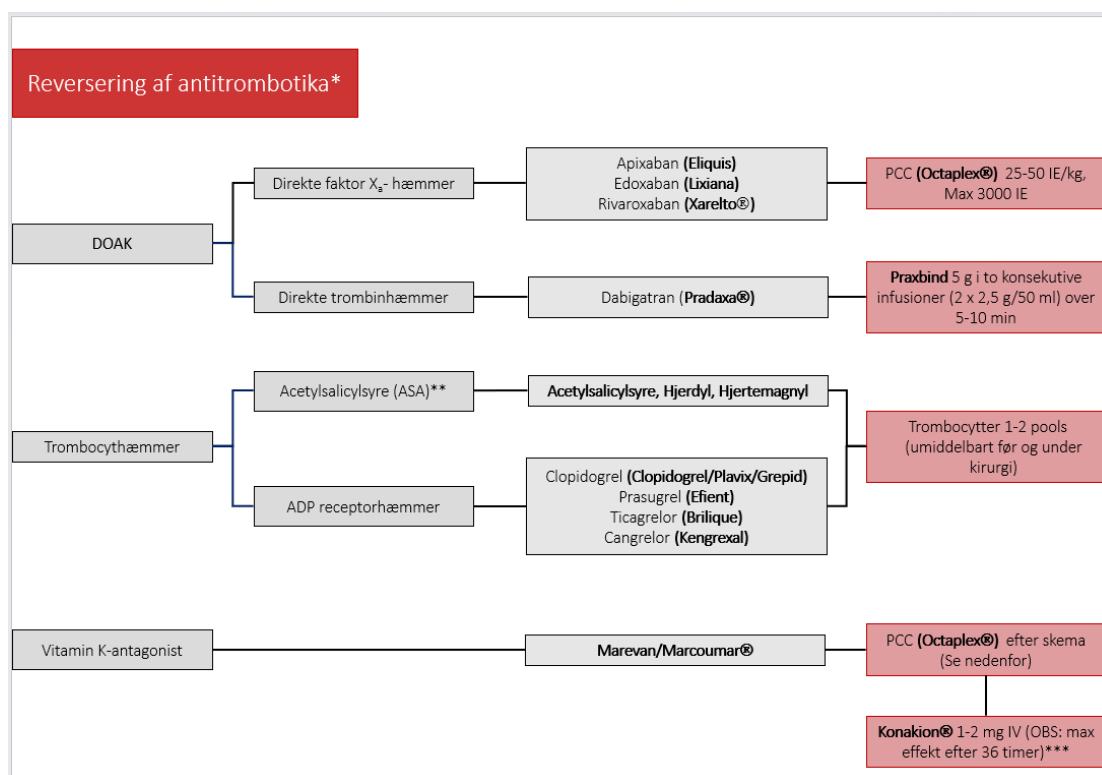 Reversering af antitrombotika*
DOAK
Direkte faktor Xa- hæmmer
Apixaban (Eliquis)
Edoxaban (Lixiana)
Rivaroxaban (Xarelto®)
PCC (Octaplex®) 25-50 IE/kg,
Max 3000 IE
Direkte trombinhæmmer
Dabigatran (Pradaxa®)
Praxbind 5 g i to konsekutive
infusioner (2 x 2,5 g/50 ml) over
5-10 min
Trombocythæmmer
Acetylsalicylsyre (ASA)**
Acetylsalicylsyre, Hjerdyl, Hjertemagnyl
ADP receptorhæmmer
Clopidogrel (Clopidogrel/Plavix/Grepid)
Prasugrel (Efient)
Ticagrelor (Brilique)
Cangrelor (Kengrexal)
Trombocytter 1-2 pools
(umiddelbart før og under
kirurgi)
Vitamin K-antagonist
Marevan/Marcoumar®
PCC (Octaplex®) efter skema
(Se nedenfor)
Konakion® 1-2 mg IV (OBS: max
effekt efter 36 timer)***